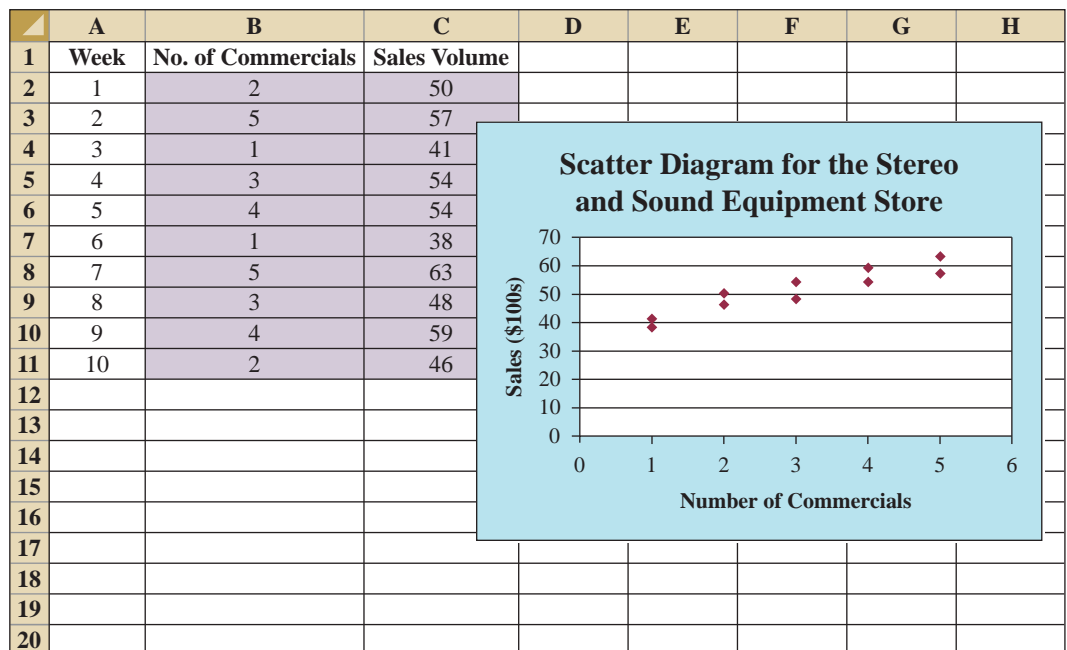 A B C D E F G H
1 Week No. of Commercials Sales Volume
2 1 2 50
3 2 5 57
4 3 1 41
5 4 3 54
6 5 4 54
7 6 1 38
8 7 5 63
9 8 3 48
10 9 4 59
11 10 2 46
12
13
14
15
16
17
18
19
20
Scatter Diagram for the Stereo
and Sound Equipment Store
Sales ($100s)
70
60
50
40
30
20
10
0
0 1 2 3 4 5 6
Number of Commercials